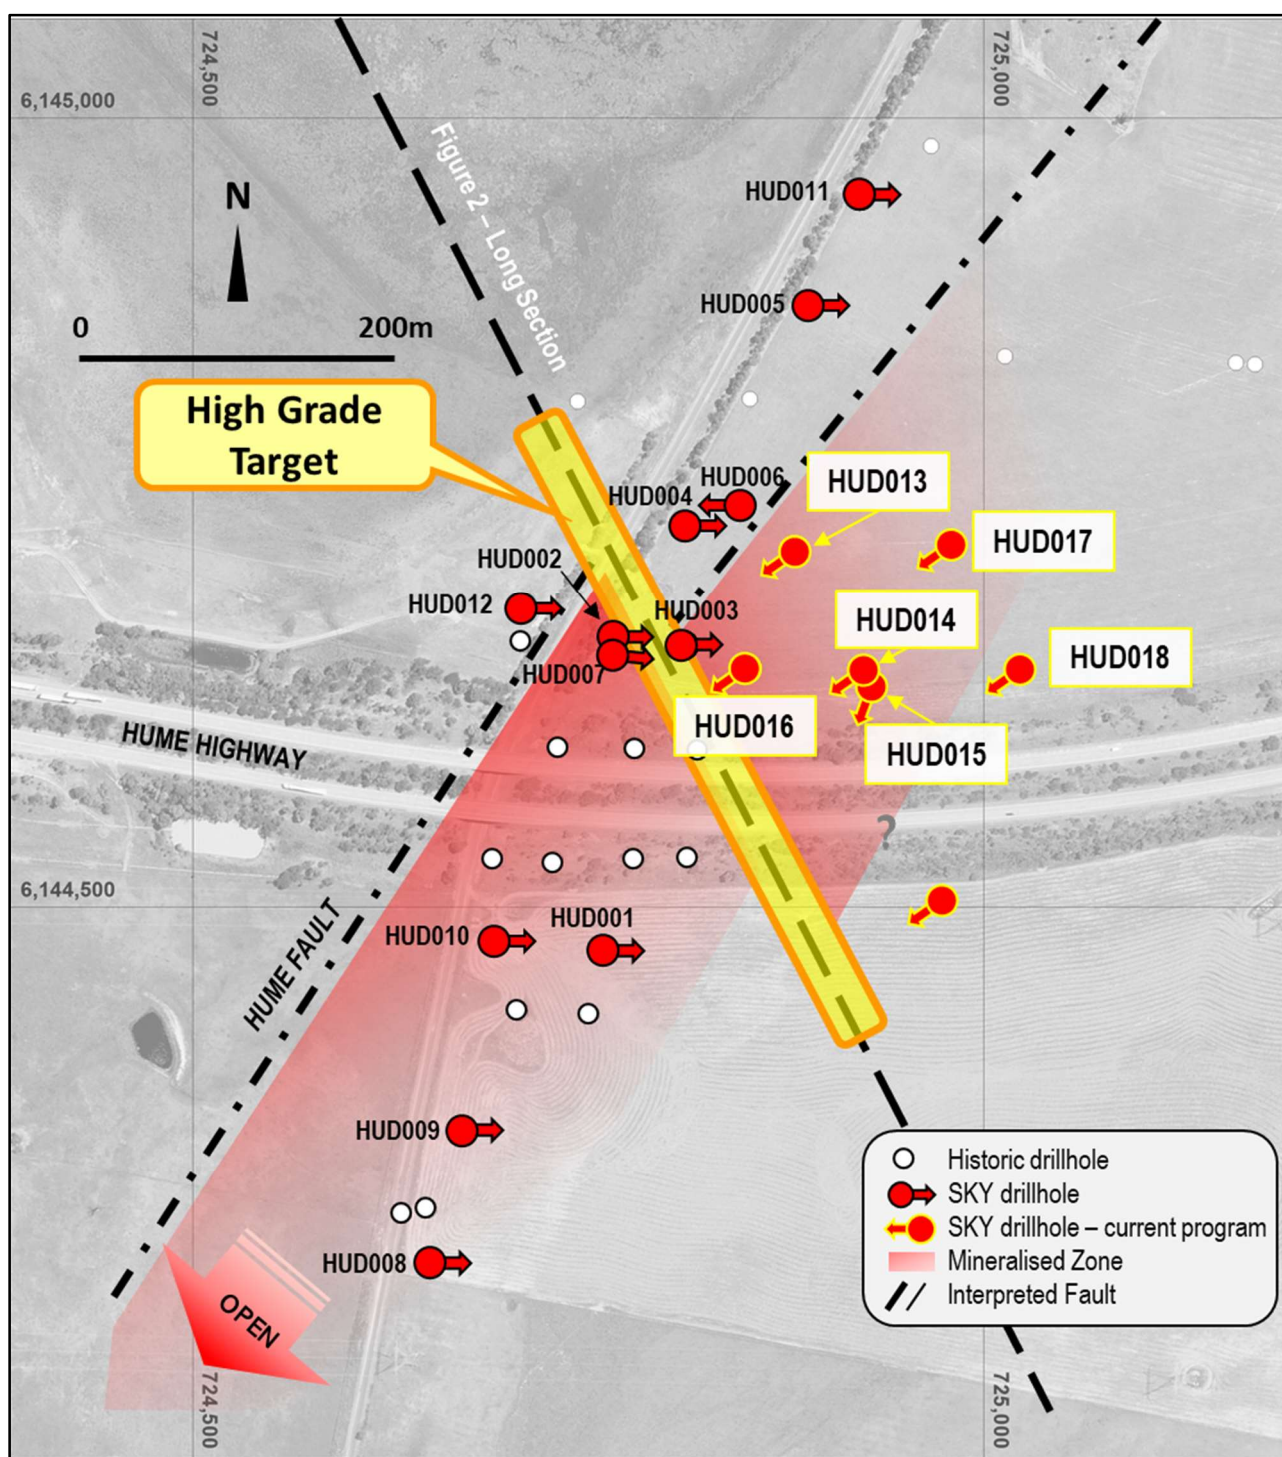 724,500
725,000
6,145,000
Figure 2 – Long Section
N
HUD011
0
200m
HUD005
High Grade
Target
HUD013
HUD006
HUD004
HUD017
HUD002
HUD012
HUD003
HUD014
HUD018
HUD007
HUD016
HUME HIGHWAY
HUD015
?
6,144,500
HUME FAULT
HUD010
HUD001
HUD009
HUD008
OPEN
Historic drillhole
SKY drillhole
SKY drillhole – current program
Mineralised Zone
Interpreted Fault
724,500
725,000